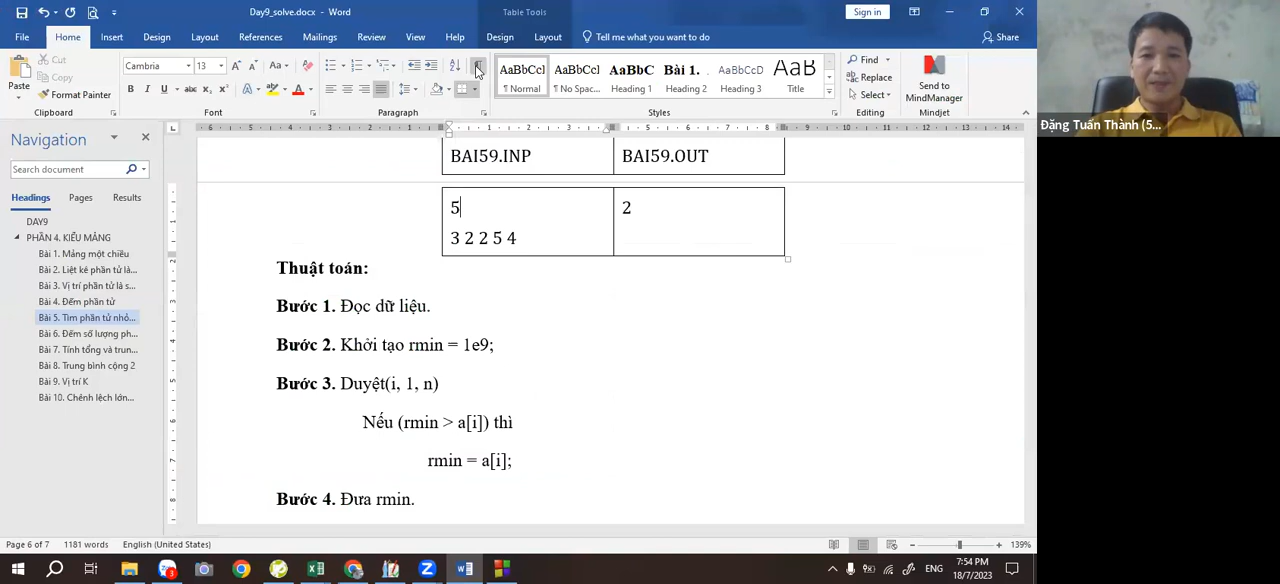 Day9_solve.docx - Word
Table Tools
Sign in
File Home Insert Design Layout References Mailings Review View Help Design Layout Tell me what you want to do Share
Paste
Cut
Copy
Format Painter
Clipboard
Cambria 13
Font
Paragraph
AaBbCcI AaBbCcI AaBbC Bài 1. AaBbCcD AaB
¶ Normal ¶ No Spac... Heading 1 Heading 2 Heading 3 Title
Styles
Find
Replace
Select
Editing
Send to
MindManager
Mindjet
Đặng Tuấn Thành (5...
Navigation
Search document
Headings Pages Results
DAY9
PHẦN 4. KIỂU MẢNG
Bài 1. Mảng một chiều
Bài 2. Liệt kê phần tử là...
Bài 3. Vị trí phần tử là s...
Bài 4. Đếm phần tử
Bài 5. Tìm phần tử nhỏ...
Bài 6. Đếm số lượng ph...
Bài 7. Tính tổng và trun...
Bài 8. Trung bình cộng 2
Bài 9. Vị trí K
Bài 10. Chênh lệch lớn...
BAI59.INP BAI59.OUT
5 2
3 2 2 5 4
Thuật toán:
Bước 1. Đọc dữ liệu.
Bước 2. Khởi tạo rmin = 1e9;
Bước 3. Duyệt(i, 1, n)
Nếu (rmin > a[i]) thì
rmin = a[i];
Bước 4. Đưa rmin.
Page 6 of 7 1181 words English (United States) 139%
ENG
7:54 PM
18/7/2023